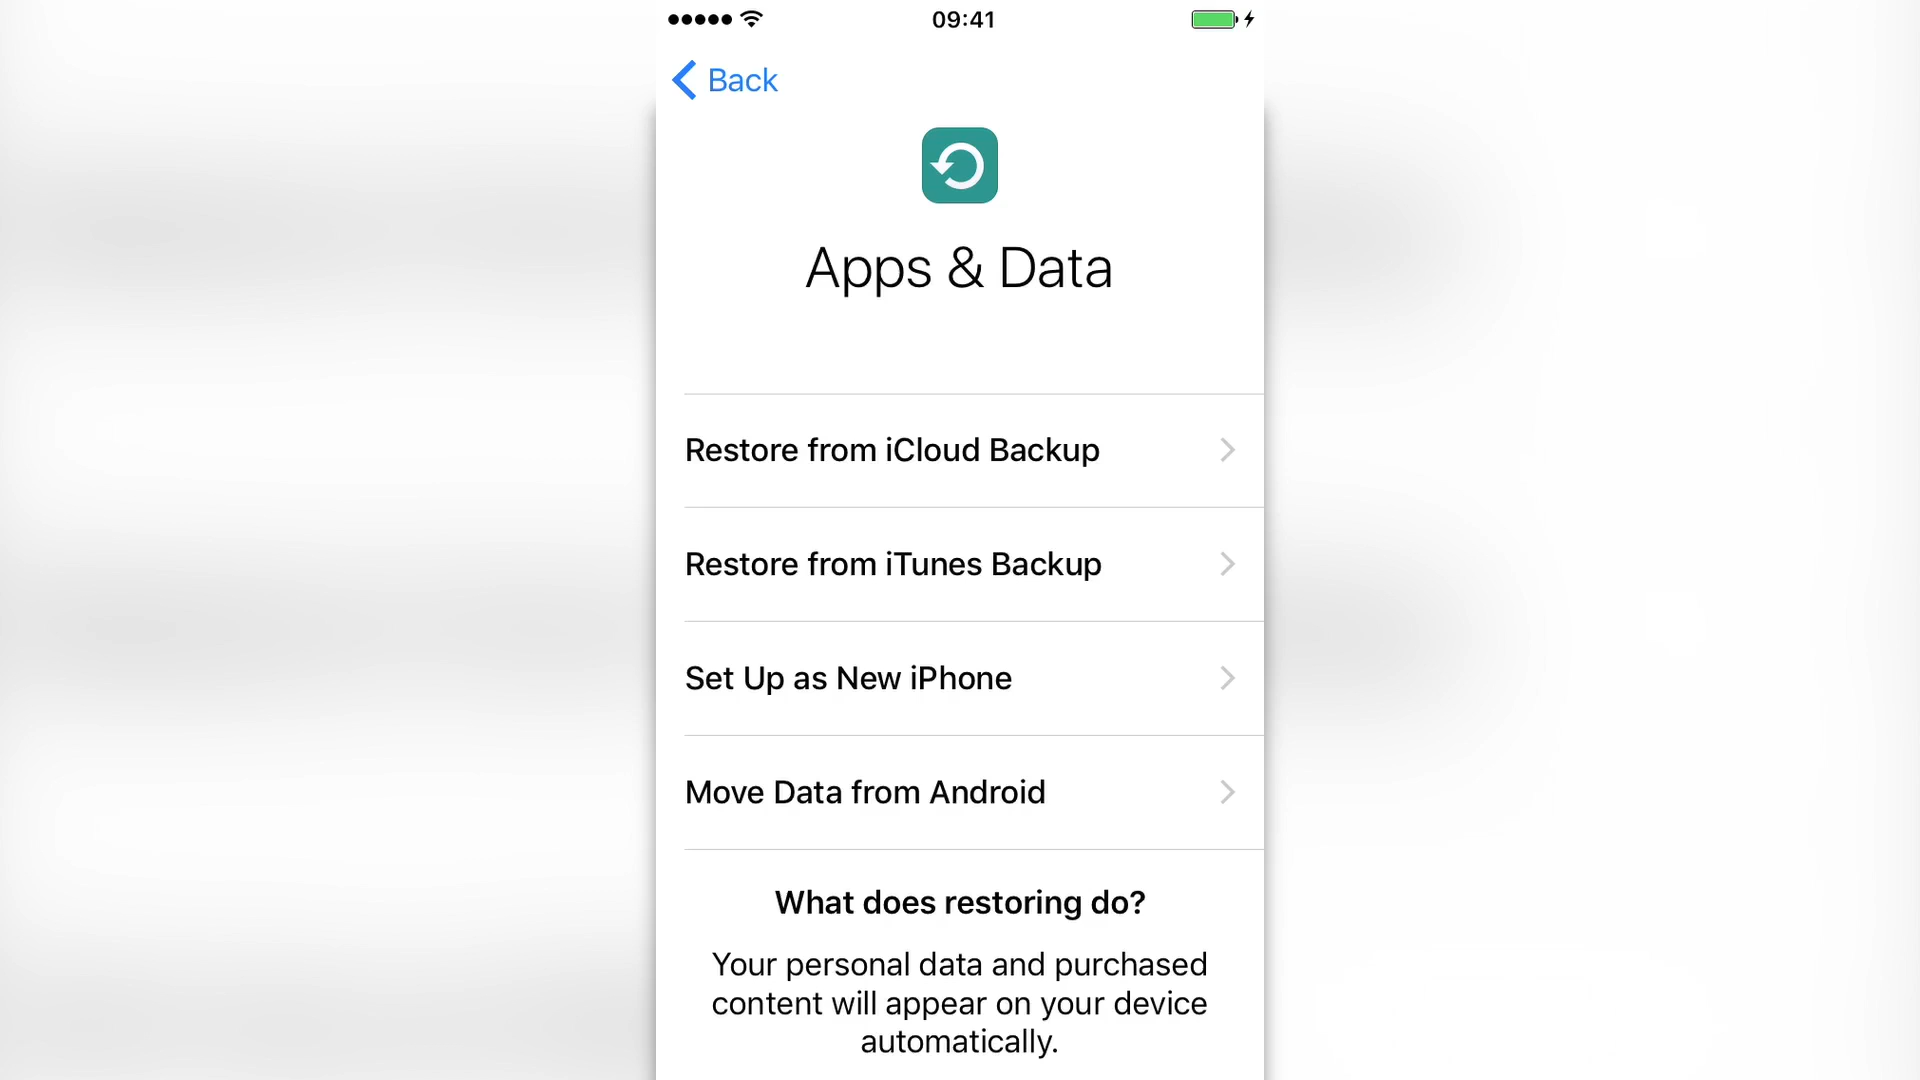 09:41
Back
Apps & Data
Restore from iCloud Backup
Restore from iTunes Backup
Set Up as New iPhone
Move Data from Android
What does restoring do?
Your personal data and purchased
content will appear on your device
automatically.